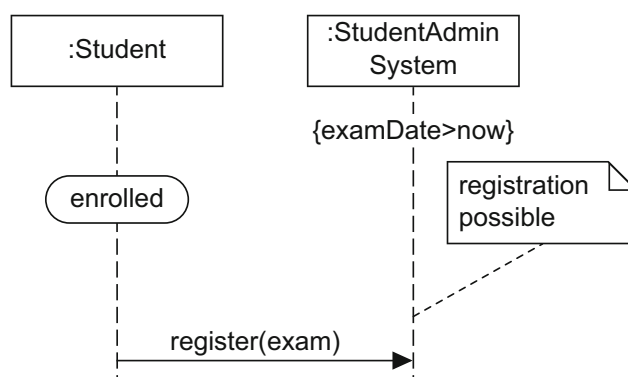 :Student
:StudentAdmin
System
{examDate>now}
enrolled
registration
possible
register(exam)